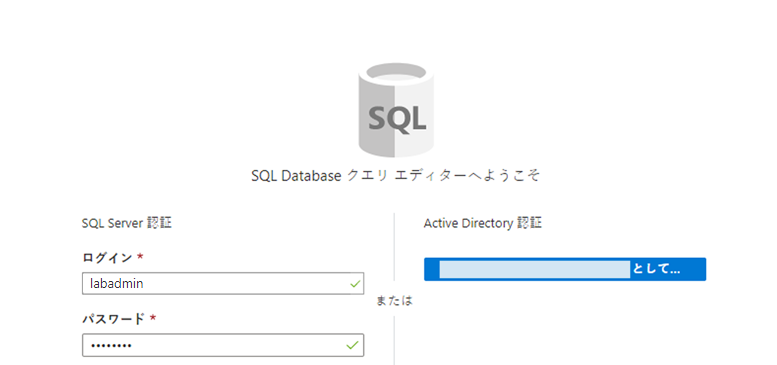 SQL
SQL Database クエリ エディターへようこそ
SQL Server 認証
ログイン *
labadmin
パスワード *
••••••••
または
Active Directory 認証
として...